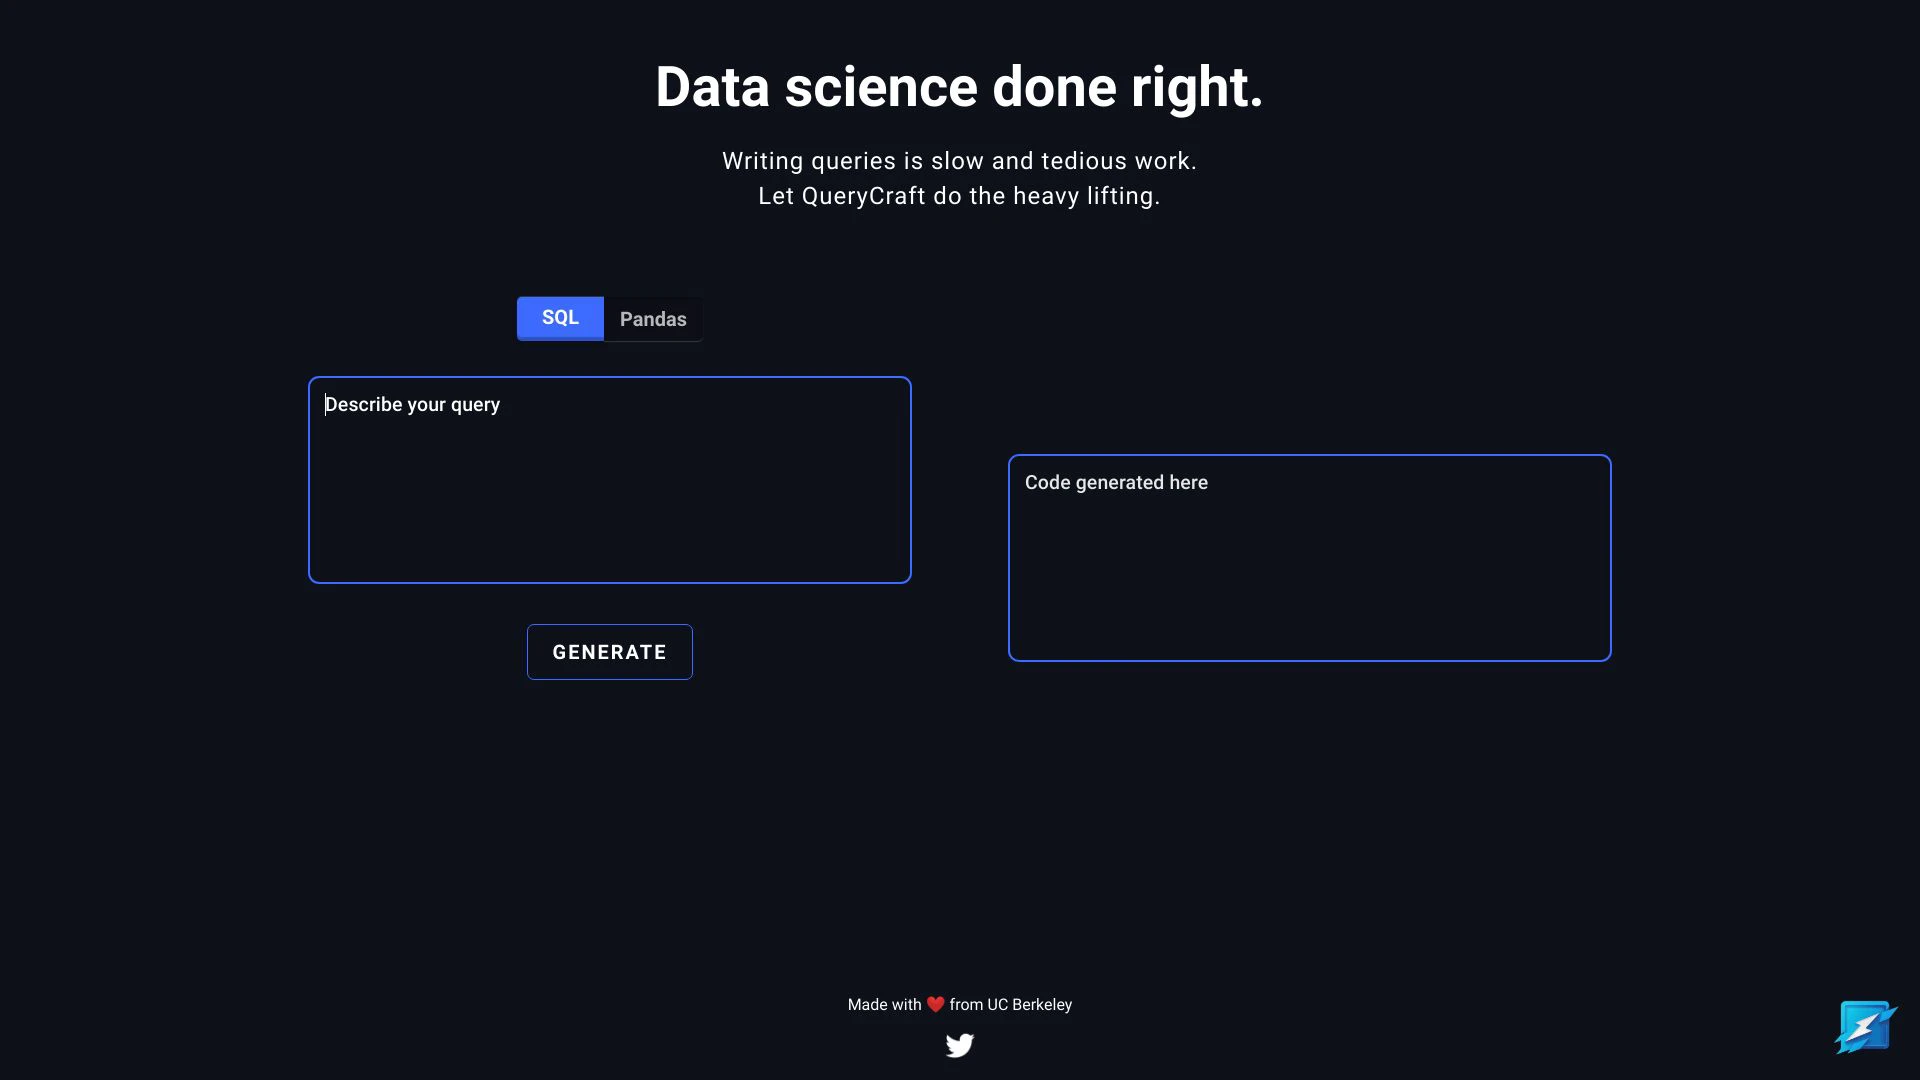 Data science done right.
Writing queries is slow and tedious work.
Let QueryCraft do the heavy lifting.
SQL
Pandas
Describe your query
Code generated here
GENERATE
Made with ❤️ from UC Berkeley